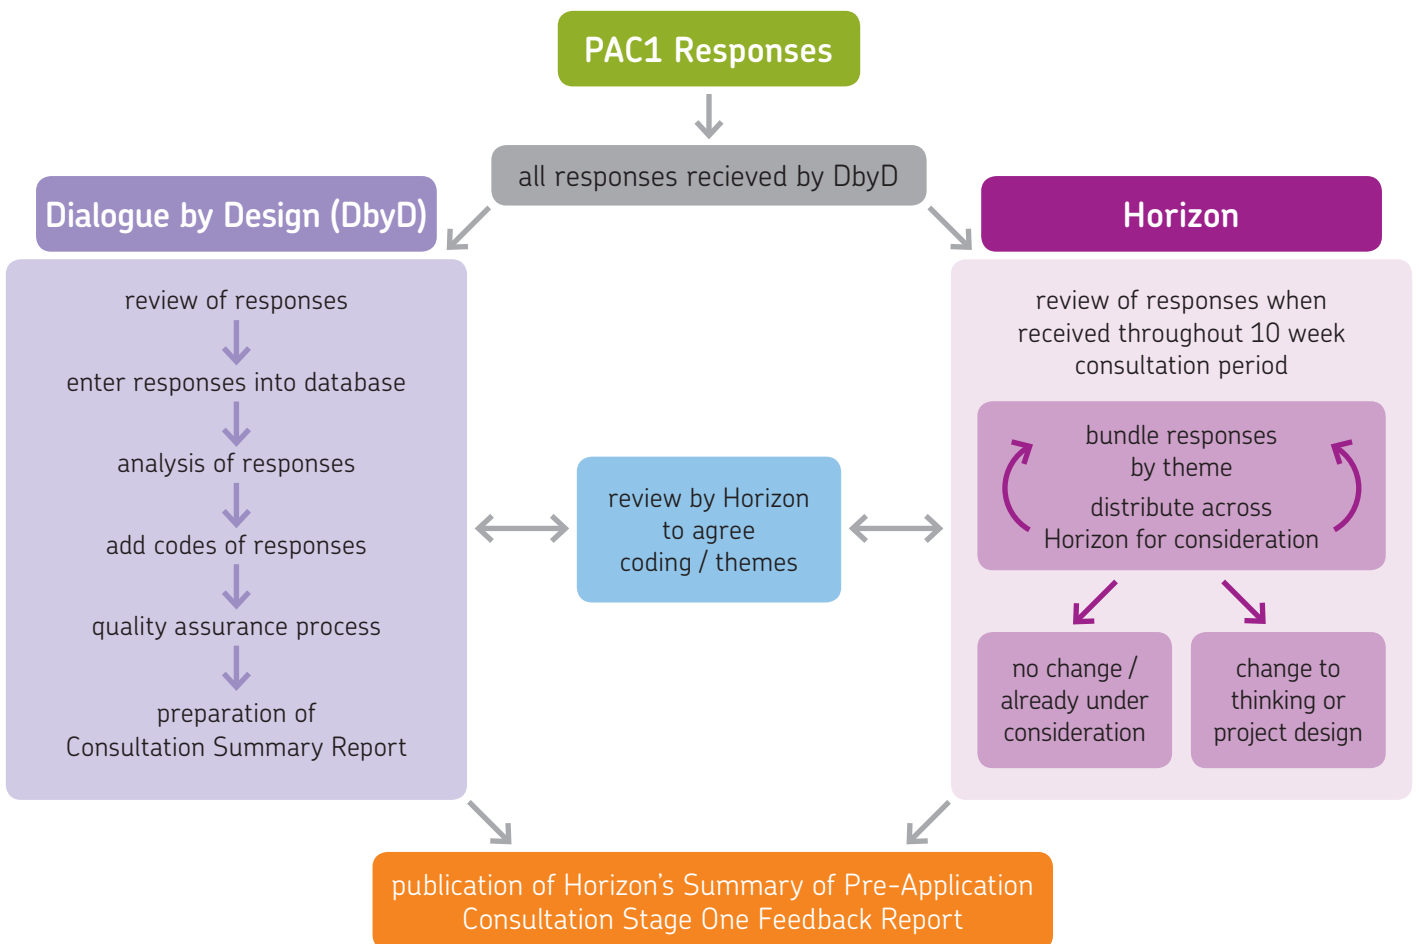 PAC1 Responses
all responses recieved by DbyD
Dialogue by Design (DbyD)
review of responses
enter responses into database
analysis of responses
add codes of responses
quality assurance process
preparation of
Consultation Summary Report
review by Horizon
to agree
coding / themes
Horizon
review of responses when
received throughout 10 week
consultation period
bundle responses
by theme
distribute across
Horizon for consideration
no change /
already under
consideration
change to
thinking or
project design
publication of Horizon’s Summary of Pre-Application
Consultation Stage One Feedback Report